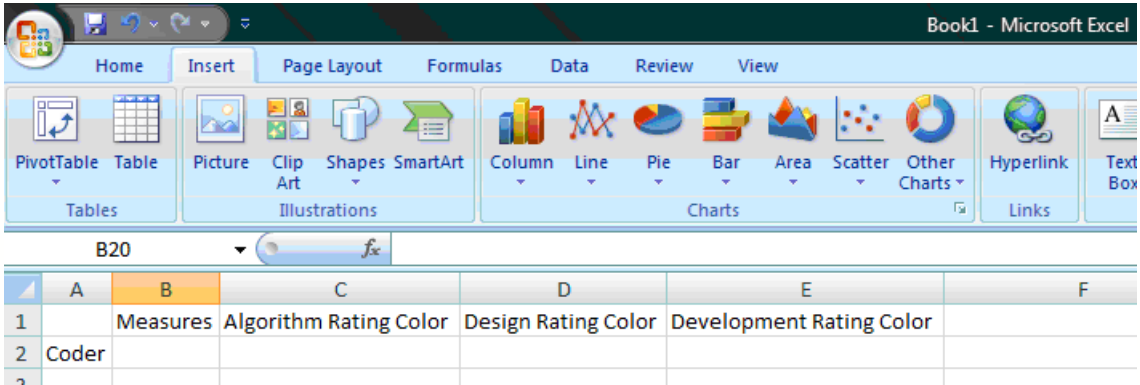 Book1 - Microsoft Excel
Home Insert Page Layout Formulas Data Review View
PivotTable Table Picture Clip Art Shapes SmartArt Column Line Pie Bar Area Scatter Other Charts Hyperlink Text Box
Tables Illustrations Charts Links
B20 fx
A B C D E F
1 Measures Algorithm Rating Color Design Rating Color Development Rating Color
2 Coder